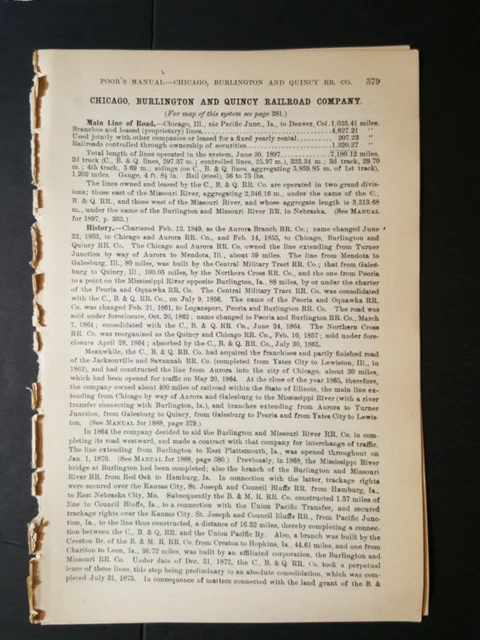 POOR'S MANUAL—CHICAGO, BURLINGTON AND QUINCY RR. CO. 379
CHICAGO, BURLINGTON AND QUINCY RAILROAD COMPANY.
(For map of this system see page 381.)
Main Line of Road.—Chicago, Ill., via Pacific Junc., Ia., to Denver, Col. 1,025.41 miles.
Branches and leased (proprietary) lines 4,627.21 "
Used jointly with other companies or leased for a fixed yearly rental 207.23 "
Railroads controlled through ownership of securities 1,320.27 "
Total length of lines operated in the system, June 30, 1897 7,180.12 miles.
2d track (C., B. & Q. lines, 297.37 m.; controlled lines, 25.97 m.), 323.34 m.; 3d track, 29.70
m.; 4th track, 5.69 m.; sidings (on C., B. & Q. lines, aggregating 5,859.85 m. of 1st track),
1,202 miles. Gauge, 4 ft. 8½ in. Rail (steel), 56 to 75 lbs.
The lines owned and leased by the C., B. & Q. RR. Co. are operated in two grand divis-
ions; those east of the Missouri River, aggregating 2,346.16 m., under the name of the C.,
B. & Q. RR., and those west of the Missouri River, and whose aggregate length is 3,513.68
m., under the name of the Burlington and Missouri River RR. in Nebraska. (See MANUAL
for 1897, p. 363.)
History.—Chartered Feb. 12, 1849, as the Aurora Branch RR. Co.; name changed June
22, 1852, to Chicago and Aurora RR. Co., and Feb. 14, 1855, to Chicago, Burlington and
Quincy RR. Co. The Chicago and Aurora RR. Co. owned the line extending from Turner
Junction by way of Aurora to Mendota, Ill., about 59 miles. The line from Mendota to
Galesburg, Ill., 80 miles, was built by the Central Military Tract RR. Co.; that from Gales-
burg to Quincy, Ill., 100.05 miles, by the Northern Cross RR. Co., and the one from Peoria
to a point on the Mississippi River opposite Burlington, Ia., 88 miles, by or under the charter
of the Peoria and Oquawka RR. Co. The Central Military Tract RR. Co. was consolidated
with the C., B. & Q. RR. Co., on July 9, 1856. The name of the Peoria and Oquawka RR.
Co. was changed Feb. 21, 1861, to Logansport, Peoria and Burlington RR. Co. The road was
sold under foreclosure, Oct. 20, 1862; name changed to Peoria and Burlington RR. Co., March
7, 1864; consolidated with the C., B. & Q. RR. Co., June 24, 1864. The Northern Cross
RR. Co. was reorganized as the Quincy and Chicago RR. Co., Feb. 10, 1857; sold under fore-
closure April 28, 1864; absorbed by the C., B. & Q. RR. Co., July 30, 1865.
Meanwhile, the C., B. & Q. RR. Co. had acquired the franchises and partly finished road
of the Jacksonville and Savannah RR. Co. (completed from Yates City to Lewiston, Ill., in
1862), and had constructed the line from Aurora into the city of Chicago, about 30 miles,
which had been opened for traffic on May 20, 1864. At the close of the year 1865, therefore,
the company owned about 400 miles of railroad within the State of Illinois, the main line ex-
tending from Chicago by way of Aurora and Galesburg to the Mississippi River (with a river
transfer connecting with Burlington, Ia.), and branches extending from Aurora to Turner
Junction, from Galesburg to Quincy, from Galesburg to Peoria and from Yates City to Lewis-
ton. (See MANUAL for 1888, page 379.)
In 1864 the company decided to aid the Burlington and Missouri River RR. Co. in com-
pleting its road westward, and made a contract with that company for interchange of traffic.
The line extending from Burlington to East Plattsmouth, Ia., was opened throughout on
Jan. 1, 1870. (See MANUAL for 1888, page 380.) Previously, in 1868, the Mississippi River
bridge at Burlington had been completed; also the branch of the Burlington and Missouri
River RR. from Red Oak to Hamburg, Ia. In connection with the latter, trackage rights
were secured over the Kansas City, St. Joseph and Council Bluffs RR. from Hamburg, Ia.,
to East Nebraska City, Mo. Subsequently the B. & M. R. RR. Co. constructed 1.57 miles of
line in Council Bluffs, Ia., to a connection with the Union Pacific Transfer, and secured
trackage rights over the Kansas City, St. Joseph and Council Bluffs RR., from Pacific Junc-
tion, Ia., to the line thus constructed, a distance of 16.52 miles, thereby completing a connec-
tion between the C., B. & Q. RR. and the Union Pacific Ry. Also, a branch was built by the
Creston Br. of the B. & M. R. RR. Co. from Creston to Hopkins, Ia., 44.61 miles, and one from
Chariton to Leon, Ia., 36.72 miles, was built by an affiliated corporation, the Burlington and
Missouri RR. Co. Under date of Dec. 31, 1872, the C., B. & Q. RR. Co. took a perpetual
lease of these lines, this step being preliminary to an absolute consolidation, which was com-
pleted July 31, 1875. In consequence of matters connected with the land grant of the B. &